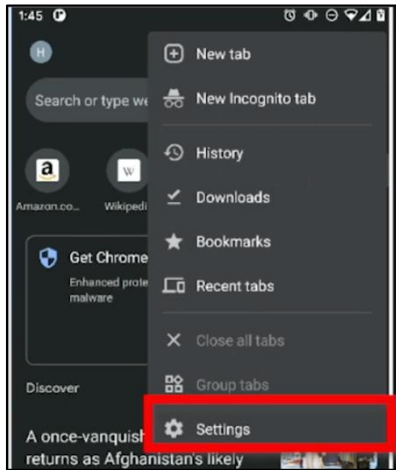 1:45
H
New tab
Search or type we
New Incognito tab
History
a
W
Amazon.co...
Wikipedi
Downloads
Get Chrome
Bookmarks
Enhanced prote
malware
Recent tabs
Close all tabs
Discover
Group tabs
Settings
A once-vanquish
returns as Afghanistan's likely